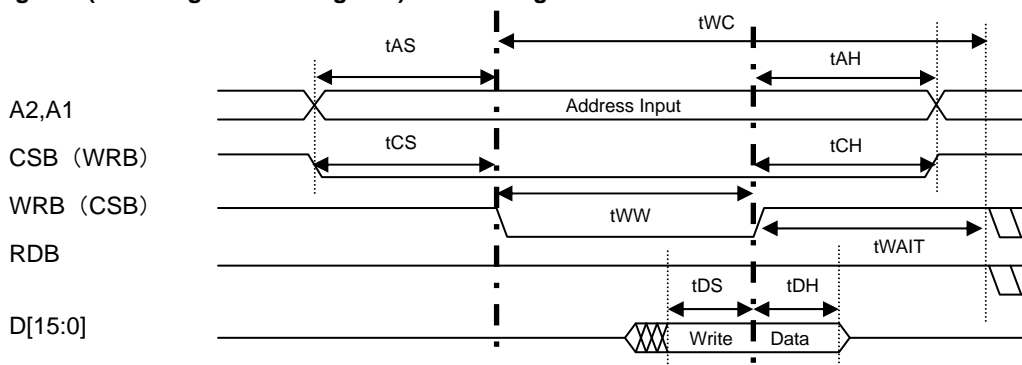 tWC
tAS
tAH
A2,A1
Address Input
tCS
tCH
CSB（WRB）
WRB（CSB）
tWW
tWAIT
RDB
tDS
tDH
D[15:0]
Write
Data